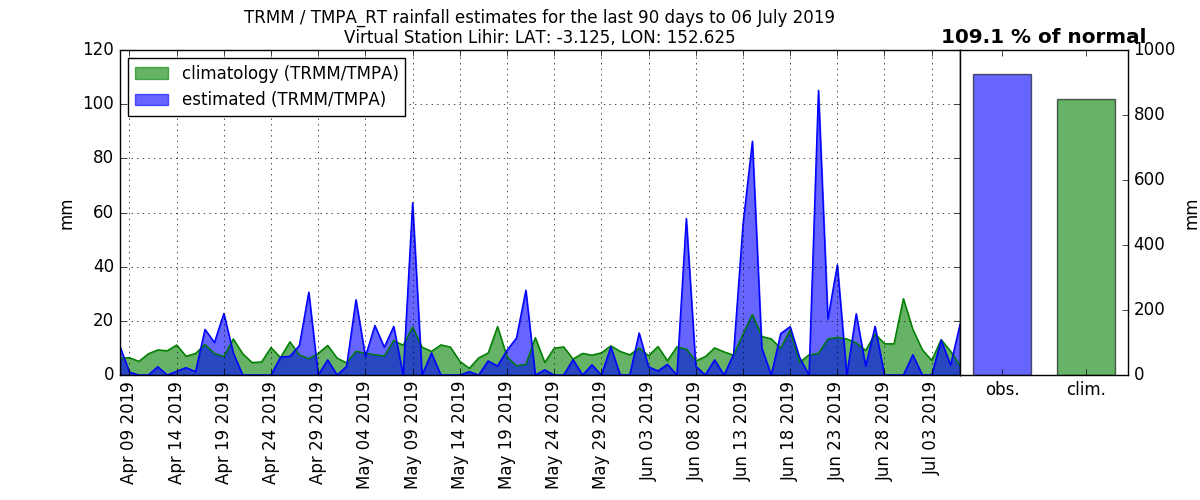 TRMM / TMPA_RT rainfall estimates for the last 90 days to 06 July 2019
Virtual Station Lihir: LAT: -3.125, LON: 152.625
109.1 % of normal
climatology (TRMM/TMPA)
estimated (TRMM/TMPA)
120
100
80
60
40
20
0
mm
Apr 09 2019
Apr 14 2019
Apr 19 2019
Apr 24 2019
Apr 29 2019
May 04 2019
May 09 2019
May 14 2019
May 19 2019
May 24 2019
May 29 2019
Jun 03 2019
Jun 08 2019
Jun 13 2019
Jun 18 2019
Jun 23 2019
Jun 28 2019
Jul 03 2019
obs.
clim.
1000
800
600
400
200
0
mm